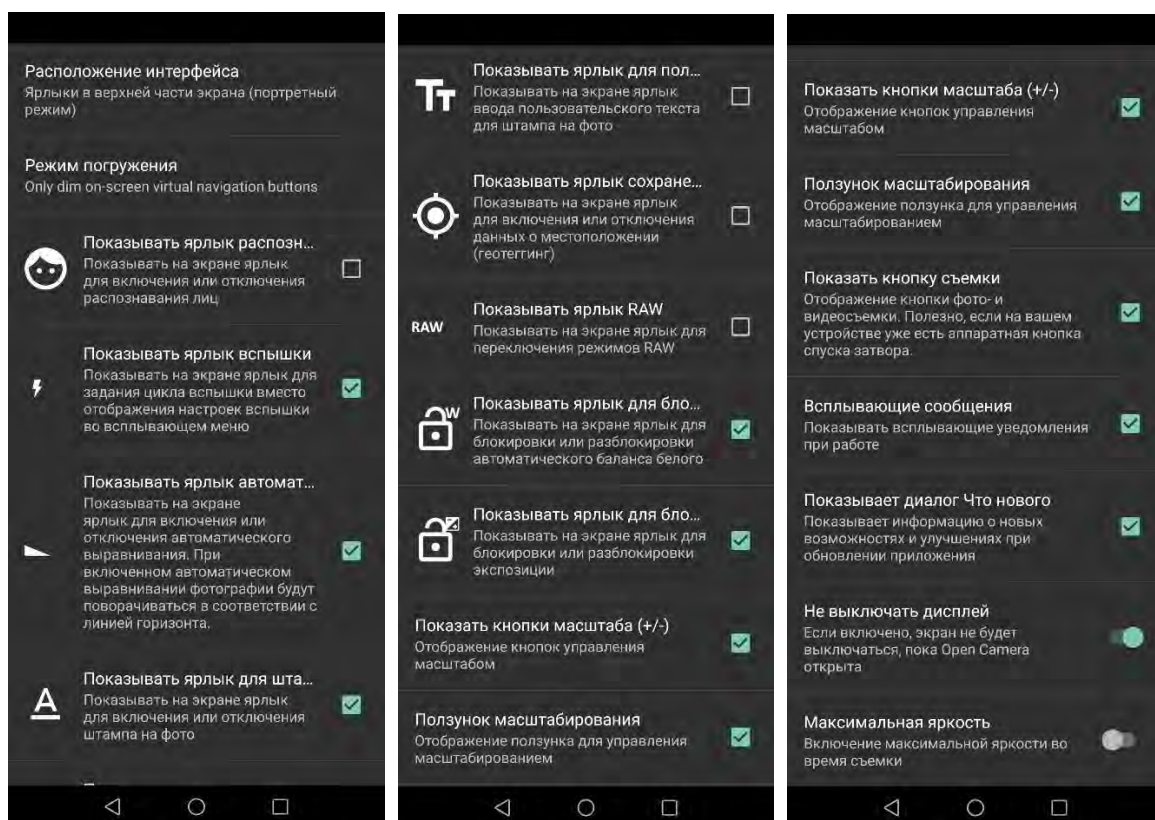 Расположение интерфейса
Ярлыки в верхней части экрана (портретный
режим)
Режим погружения
Only dim on-screen virtual navigation buttons
Показывать ярлык распозн...
Показывать на экране ярлык
для включения или отключения
распознавания лиц
Показывать ярлык вспышки
Показывать на экране ярлык для
задания цикла вспышки вместо
отображения настроек вспышки
во всплывающем меню
Показывать ярлык автомат...
Показывать на экране
ярлык для включения или
отключения автоматического
выравнивания. При
включенном автоматическом
выравнивании фотографии будут
поворачиваться в соответствии с
линией горизонта.
A
Показывать ярлык для шта...
Показывать на экране ярлык
для включения или отключения
штампа на фото
Тт
Показывать ярлык для пол...
Показывать на экране ярлык
ввода пользовательского текста
для штампа на фото
Показывать ярлык сохране...
Показывать на экране ярлык
для включения или отключения
данных о местоположении
(геотеггинг)
RAW
Показывать ярлык RAW
Показывать на экране ярлык для
переключения режимов RAW
W
Показывать ярлык для бло...
Показывать на экране ярлык для
блокировки или разблокировки
автоматического баланса белого
Показывать ярлык для бло...
Показывать на экране ярлык для
блокировки или разблокировки
экспозиции
Показать кнопки масштаба (+/-)
Отображение кнопок управления
масштабом
Ползунок масштабирования
Отображение ползунка для управления
масштабированием
Показать кнопки масштаба (+/-)
Отображение кнопок управления
масштабом
Ползунок масштабирования
Отображение ползунка для управления
масштабированием
Показать кнопку съемки
Отображение кнопки фото- и
видеосъемки. Полезно, если на вашем
устройстве уже есть аппаратная кнопка
спуска затвора.
Всплывающие сообщения
Показывать всплывающие уведомления
при работе
Показывает диалог Что нового
Показывает информацию о новых
возможностях и улучшениях при
обновлении приложения
Не выключать дисплей
Если включено, экран не будет
выключаться, пока Open Camera
открыта
Максимальная яркость
Включение максимальной яркости во
время съемки